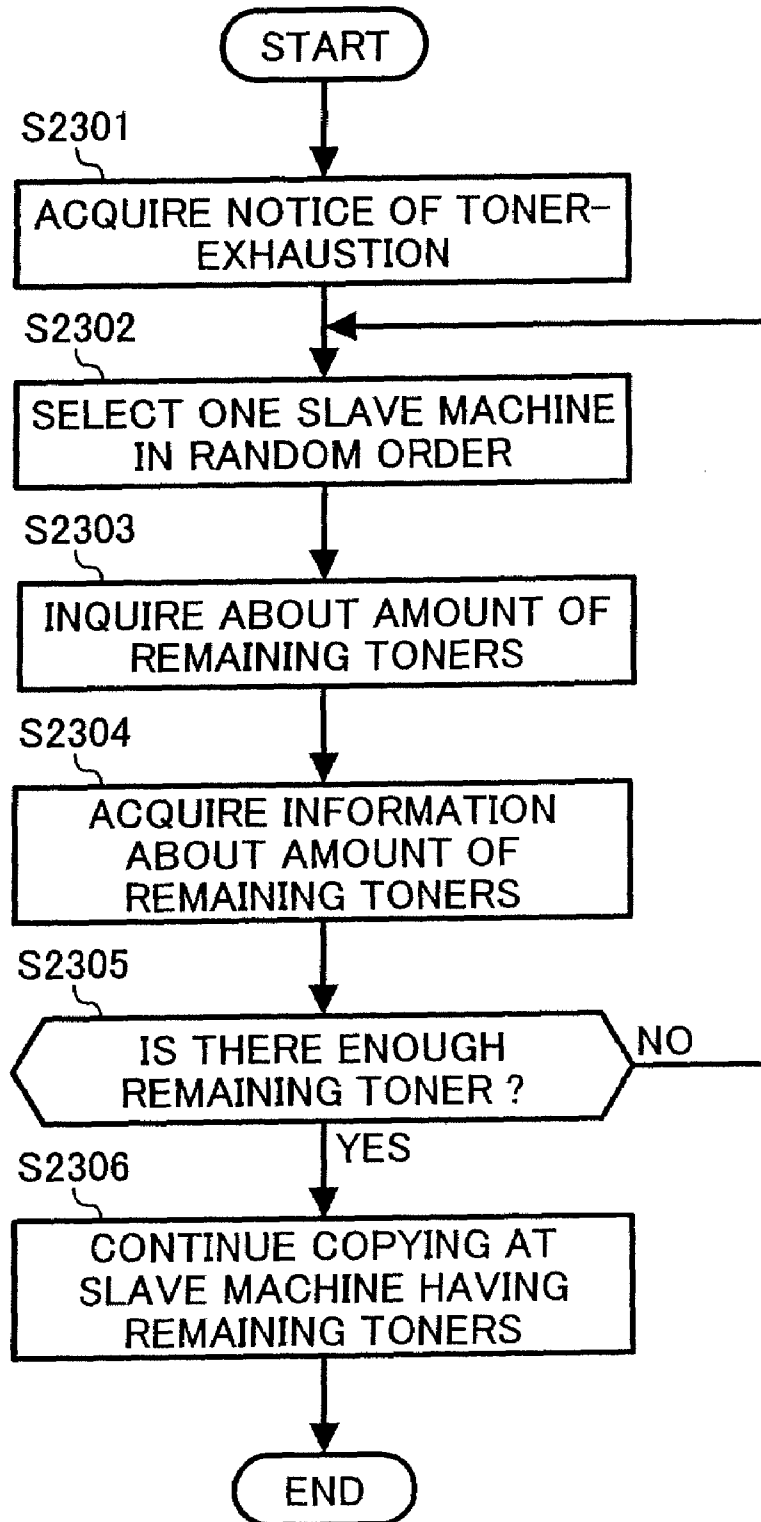 START
S2301
ACQUIRE NOTICE OF TONER-
EXHAUSTION
S2302
SELECT ONE SLAVE MACHINE
IN RANDOM ORDER
S2303
INQUIRE ABOUT AMOUNT OF
REMAINING TONERS
S2304
ACQUIRE INFORMATION
ABOUT AMOUNT OF
REMAINING TONERS
S2305
IS THERE ENOUGH
REMAINING TONER ?
NO
YES
S2306
CONTINUE COPYING AT
SLAVE MACHINE HAVING
REMAINING TONERS
END